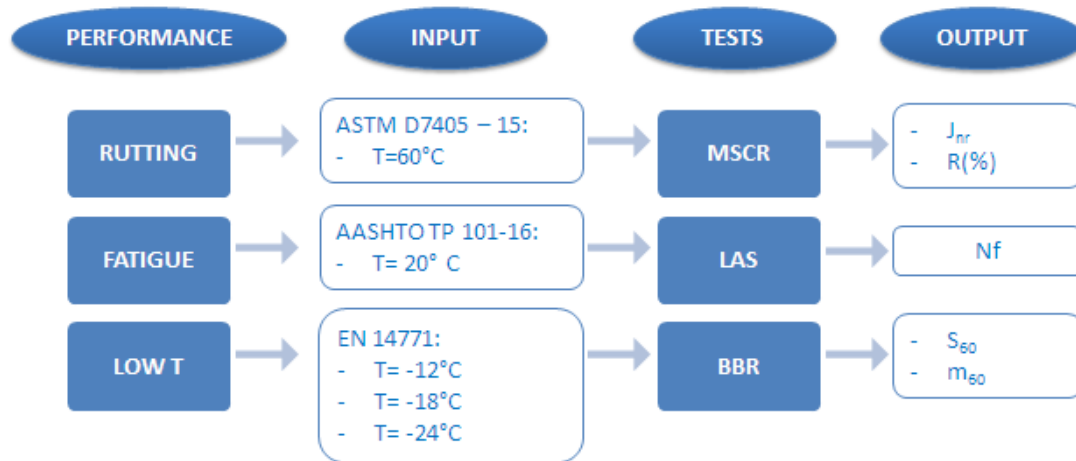 PERFORMANCE INPUT TESTS OUTPUT
RUTTING
ASTM D7405 – 15:
- T=60°C
MSCR
- Jnr
- R(%)
FATIGUE
AASHTO TP 101-16:
- T= 20° C
LAS
Nf
LOW T
EN 14771:
- T= -12°C
- T= -18°C
- T= -24°C
BBR
- S60
- m60